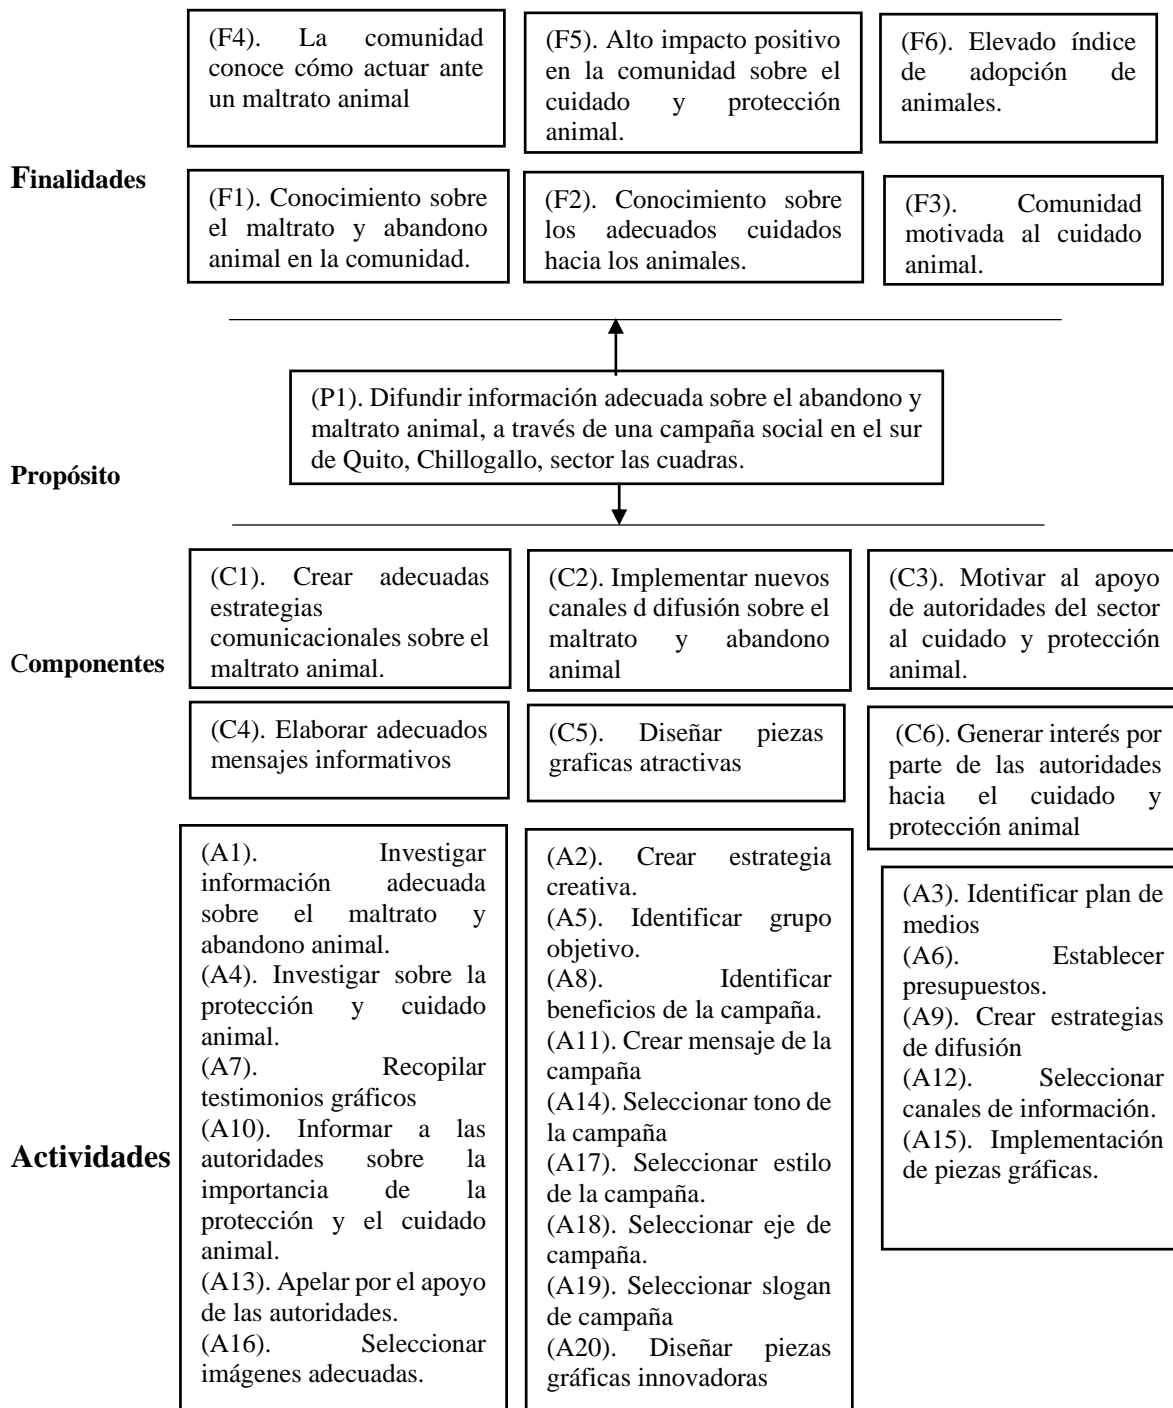 (F4). La comunidad
conoce cómo actuar ante
un maltrato animal
(F5). Alto impacto positivo
en la comunidad sobre el
cuidado y protección
animal.
(F6). Elevado índice
de adopción de
animales.
Finalidades
(F1). Conocimiento sobre
el maltrato y abandono
animal en la comunidad.
(F2). Conocimiento sobre
los adecuados cuidados
hacia los animales.
(F3). Comunidad
motivada al cuidado
animal.
(P1). Difundir información adecuada sobre el abandono y
maltrato animal, a través de una campaña social en el sur
de Quito, Chillogallo, sector las cuadras.
Propósito
(C1). Crear adecuadas
estrategias
comunicacionales sobre el
maltrato animal.
(C2). Implementar nuevos
canales d difusión sobre el
maltrato y abandono
animal
(C3). Motivar al apoyo
de autoridades del sector
al cuidado y protección
animal.
Componentes
(C4). Elaborar adecuados
mensajes informativos
(C5). Diseñar piezas
graficas atractivas
(C6). Generar interés por
parte de las autoridades
hacia el cuidado y
protección animal
(A1). Investigar
información adecuada
sobre el maltrato y
abandono animal.
(A4). Investigar sobre la
protección y cuidado
animal.
(A7). Recopilar
testimonios gráficos
(A10). Informar a las
autoridades sobre la
importancia de la
protección y el cuidado
animal.
(A13). Apelar por el apoyo
de las autoridades.
(A16). Seleccionar
imágenes adecuadas.
(A2). Crear estrategia
creativa.
(A5). Identificar grupo
objetivo.
(A8). Identificar
beneficios de la campaña.
(A11). Crear mensaje de la
campaña
(A14). Seleccionar tono de
la campaña
(A17). Seleccionar estilo
de la campaña.
(A18). Seleccionar eje de
campaña.
(A19). Seleccionar slogan
de campaña
(A20). Diseñar piezas
gráficas innovadoras
(A3). Identificar plan de
medios
(A6). Establecer
presupuestos.
(A9). Crear estrategias
de difusión
(A12). Seleccionar
canales de información.
(A15). Implementación
de piezas gráficas.
Actividades